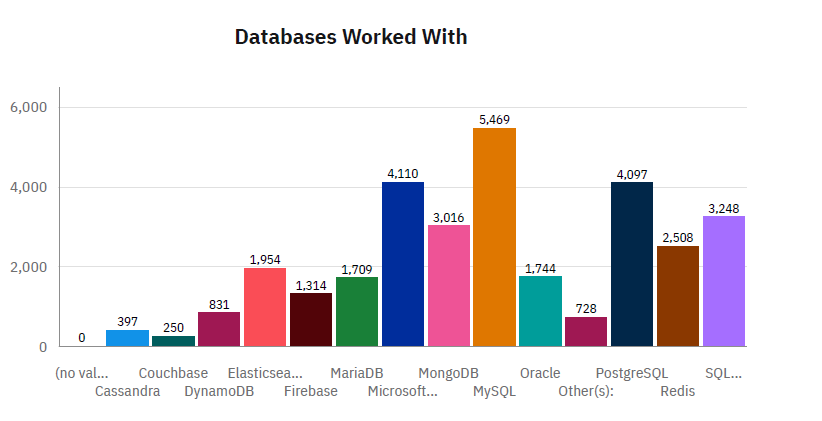 Databases Worked With
6,000
4,000
2,000
0
0
397
250
831
1,954
1,314
1,709
4,110
3,016
5,469
1,744
728
4,097
2,508
3,248
(no val...
Cassandra
Couchbase
DynamoDB
Elasticsea...
Firebase
MariaDB
Microsoft...
MongoDB
MySQL
Oracle
Other(s):
PostgreSQL
Redis
SQL...